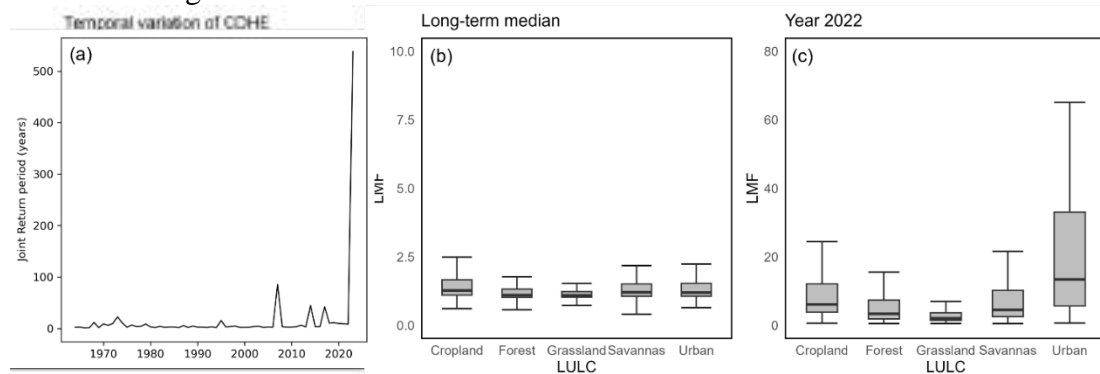 Temporal variation of CDHE
(a)
Joint Return period (years)
500
400
300
200
100
0
1970
1980
1990
2000
2010
2020
Long-term median
(b)
LMF
10.0
7.5
5.0
2.5
0.0
Cropland Forest Grassland Savannas Urban
LULC
Year 2022
(c)
LMF
80
60
40
20
0
Cropland Forest Grassland Savannas Urban
LULC